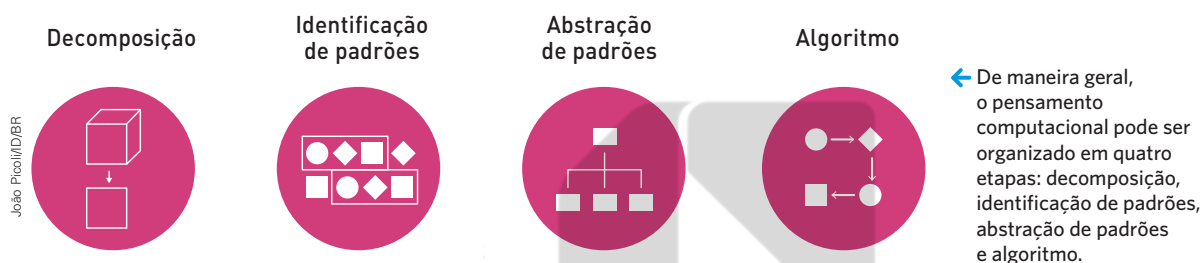 Decomposição
Identificação
de padrões
Abstração
de padrões
Algoritmo
João Picoli/ID/BR
De maneira geral,
o pensamento
computacional pode ser
organizado em quatro
etapas: decomposição,
identificação de padrões,
abstração de padrões
e algoritmo.